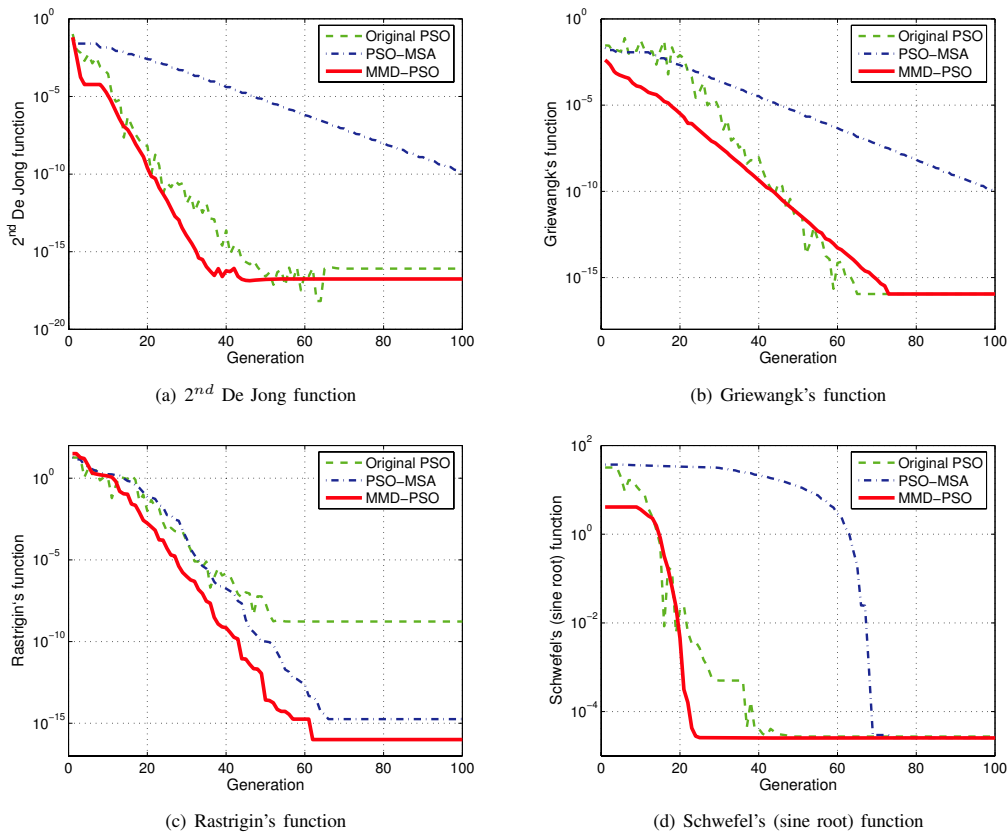 10^0
10^-5
10^-10
10^-15
10^-20
2^nd De Jong function
Original PSO
PSO−MSA
MMD−PSO
0 20 40 60 80 100
Generation
(a) 2^nd De Jong function
10^0
10^-5
10^-10
10^-15
Griewangk's function
Original PSO
PSO−MSA
MMD−PSO
0 20 40 60 80 100
Generation
(b) Griewangk's function
10^0
10^-5
10^-10
10^-15
Rastrigin's function
Original PSO
PSO−MSA
MMD−PSO
0 20 40 60 80 100
Generation
(c) Rastrigin's function
10^2
10^0
10^-2
10^-4
Schwefel's (sine root) function
Original PSO
PSO−MSA
MMD−PSO
0 20 40 60 80 100
Generation
(d) Schwefel's (sine root) function